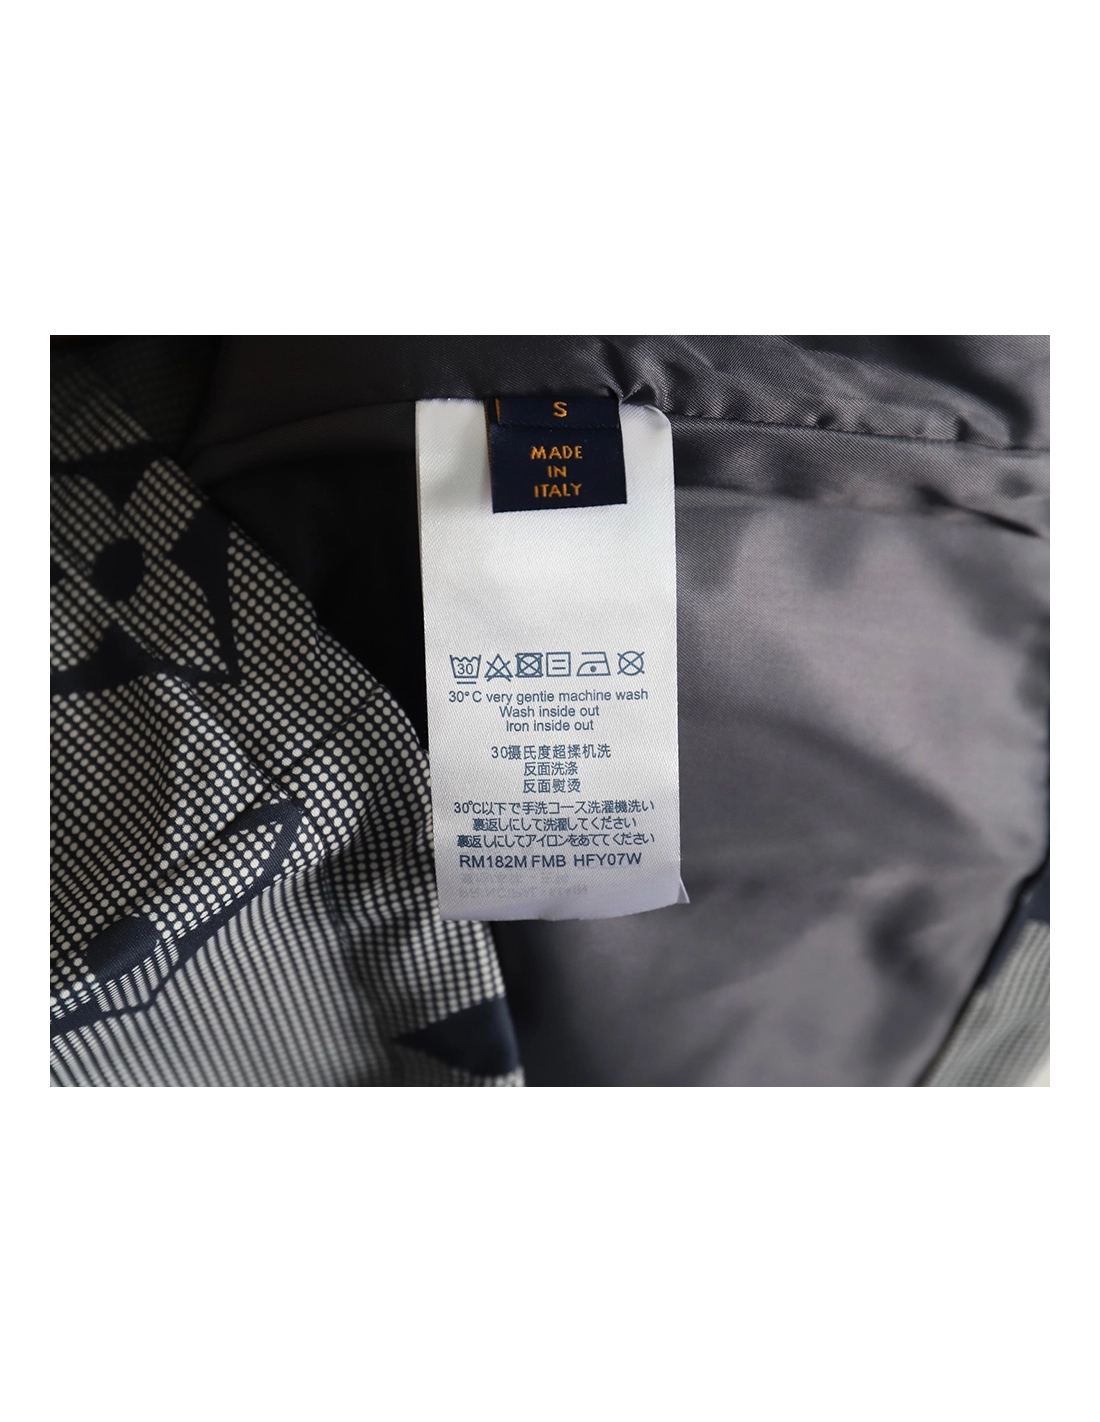 S
MADE
IN
ITALY
30
30°C very gentie machine wash
Wash inside out
Iron inside out
30摄氏度超揉机洗
反面洗涤
反面熨烫
30℃以下で手洗コース洗濯機洗い
裏返しにして洗濯してください
裏返しにしてアイロンをあててください
RM182M FMB HFY07W